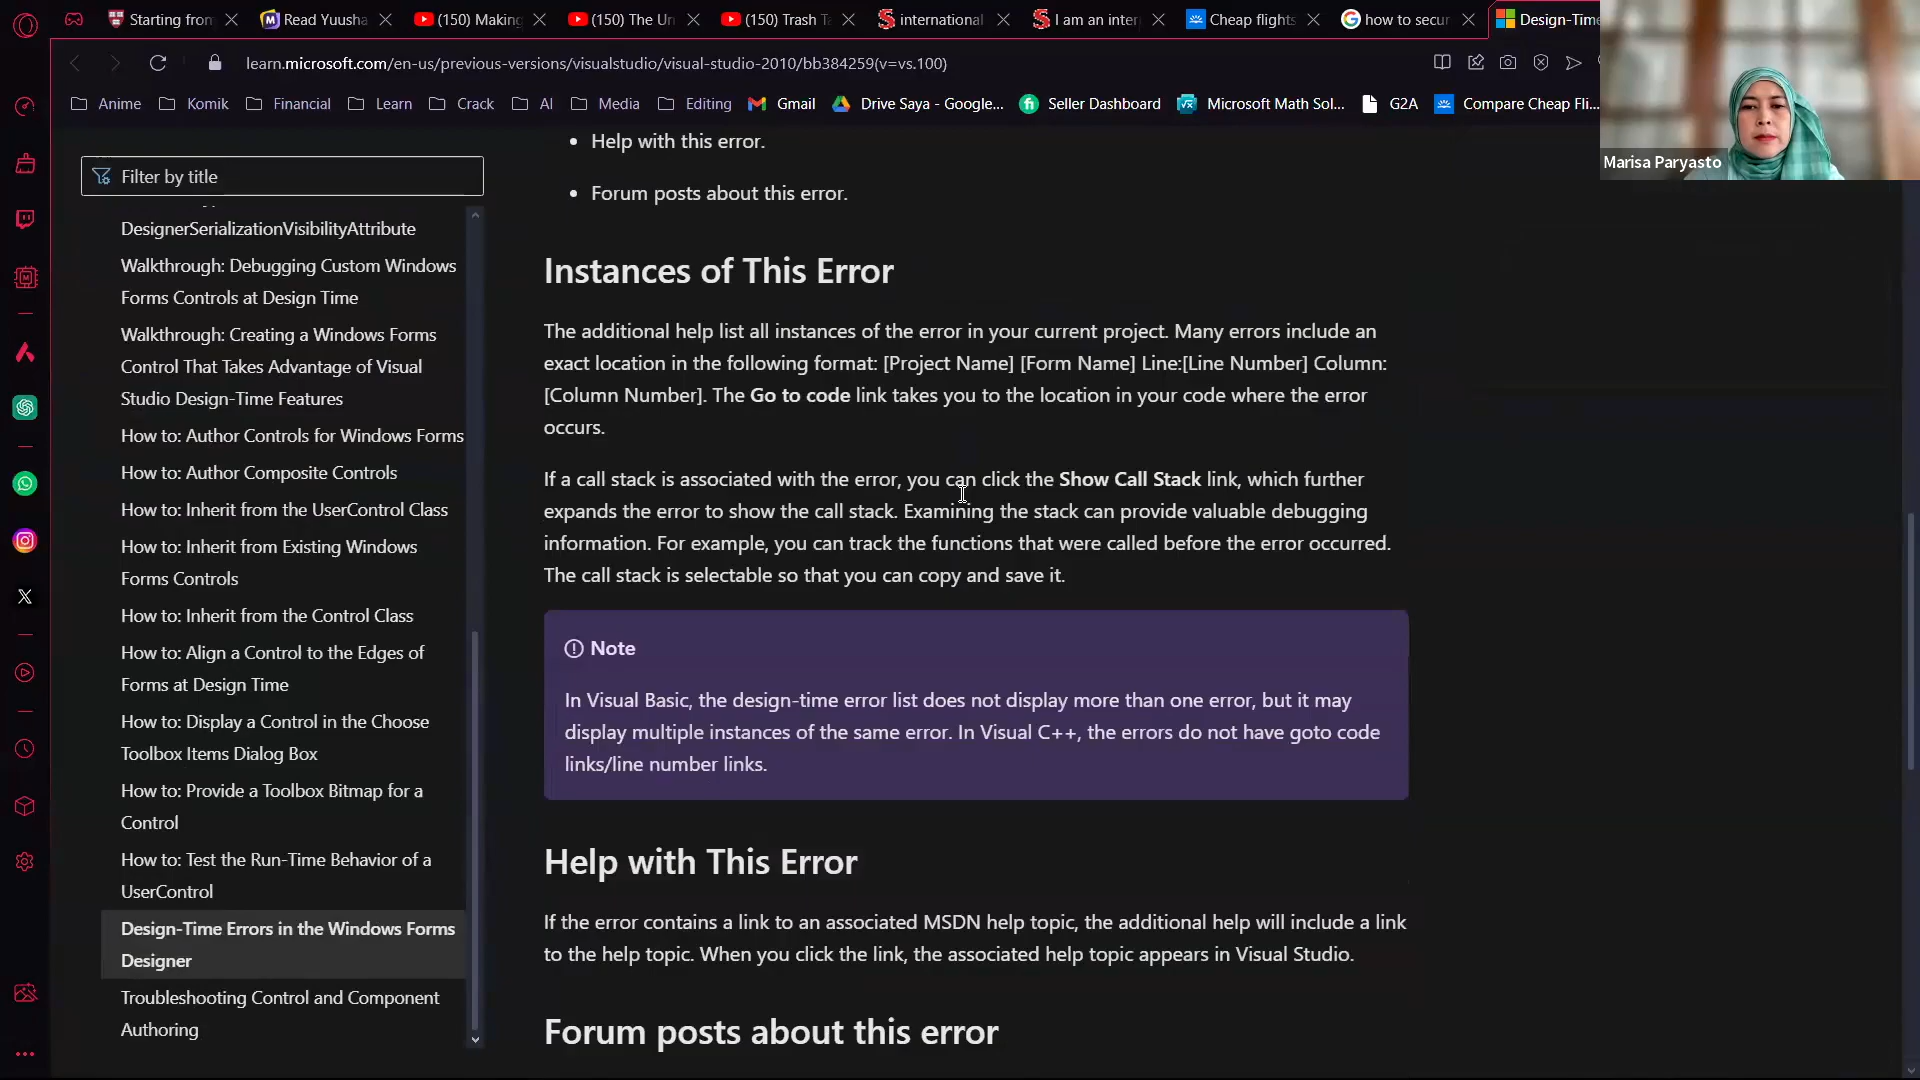 Starting from
Read Yuusha
(150) Making
(150) The Un
(150) Trash T
international
I am an inter
Cheap flights
how to secur
Design-Time
learn.microsoft.com/en-us/previous-versions/visualstudio/visual-studio-2010/bb384259(v=vs.100)
Anime
Komik
Financial
Learn
Crack
AI
Media
Editing
Gmail
Drive Saya - Google...
Seller Dashboard
Microsoft Math Sol...
G2A
Compare Cheap Fli...
Marisa Paryasto
Filter by title
DesignerSerializationVisibilityAttribute
Walkthrough: Debugging Custom Windows
Forms Controls at Design Time
Walkthrough: Creating a Windows Forms
Control That Takes Advantage of Visual
Studio Design-Time Features
How to: Author Controls for Windows Forms
How to: Author Composite Controls
How to: Inherit from the UserControl Class
How to: Inherit from Existing Windows
Forms Controls
How to: Inherit from the Control Class
How to: Align a Control to the Edges of
Forms at Design Time
How to: Display a Control in the Choose
Toolbox Items Dialog Box
How to: Provide a Toolbox Bitmap for a
Control
How to: Test the Run-Time Behavior of a
UserControl
Design-Time Errors in the Windows Forms
Designer
Troubleshooting Control and Component
Authoring
• Help with this error.
• Forum posts about this error.
Instances of This Error
The additional help list all instances of the error in your current project. Many errors include an
exact location in the following format: [Project Name] [Form Name] Line:[Line Number] Column:
[Column Number]. The Go to code link takes you to the location in your code where the error
occurs.
If a call stack is associated with the error, you can click the Show Call Stack link, which further
expands the error to show the call stack. Examining the stack can provide valuable debugging
information. For example, you can track the functions that were called before the error occurred.
The call stack is selectable so that you can copy and save it.
Note
In Visual Basic, the design-time error list does not display more than one error, but it may
display multiple instances of the same error. In Visual C++, the errors do not have goto code
links/line number links.
Help with This Error
If the error contains a link to an associated MSDN help topic, the additional help will include a link
to the help topic. When you click the link, the associated help topic appears in Visual Studio.
Forum posts about this error